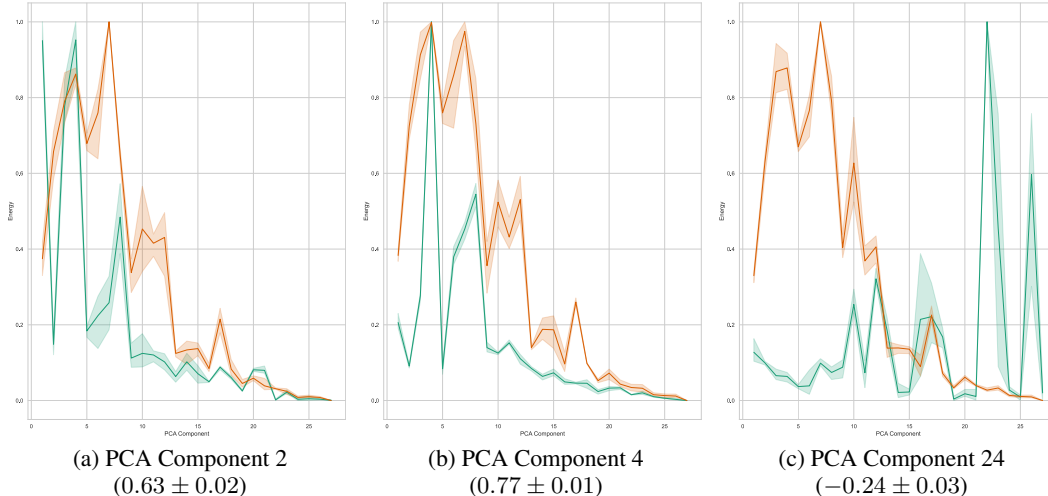 1.0
0.8
0.6
0.4
0.2
0.0
Energy
0 5 10 15 20 25
PCA Component
1.0
0.8
0.6
0.4
0.2
0.0
Energy
0 5 10 15 20 25
PCA Component
1.0
0.8
0.6
0.4
0.2
0.0
Energy
0 5 10 15 20 25
PCA Component
(a) PCA Component 2
(0.63 ± 0.02)
(b) PCA Component 4
(0.77 ± 0.01)
(c) PCA Component 24
(−0.24 ± 0.03)